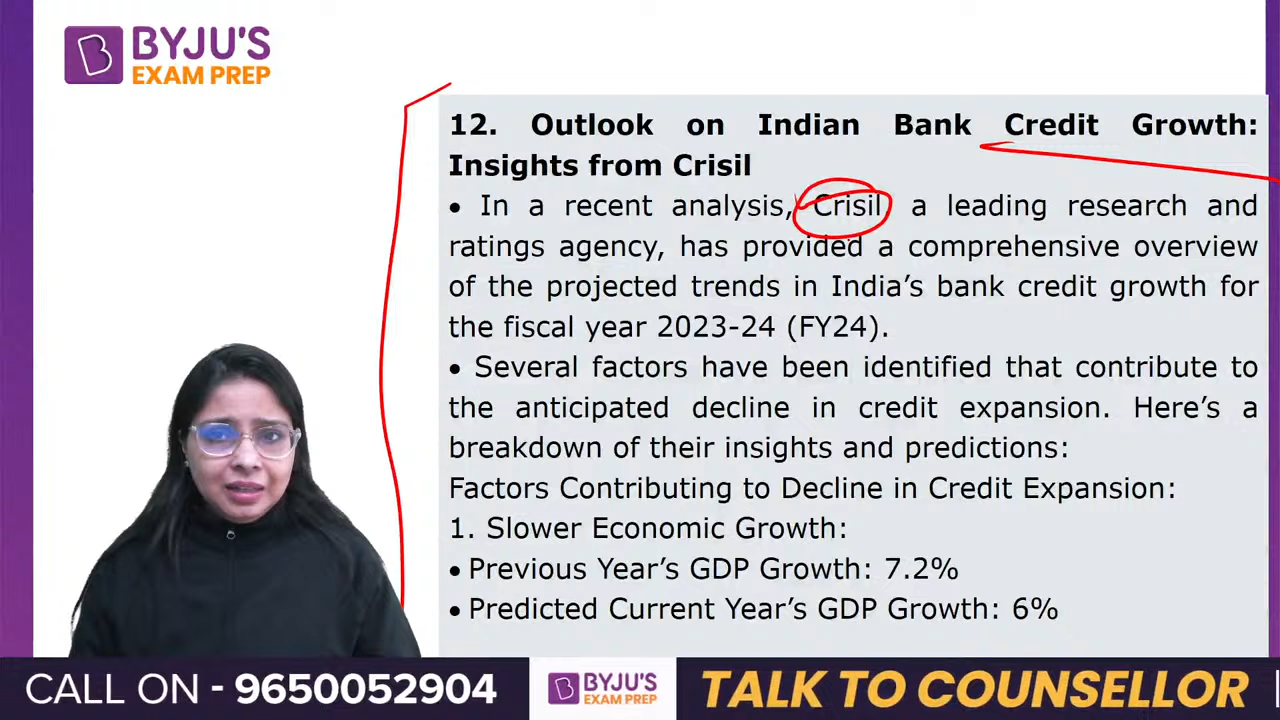 BYJU'S
EXAM PREP
12. Outlook on Indian Bank Credit Growth:
Insights from Crisil
• In a recent analysis, Crisil, a leading research and
ratings agency, has provided a comprehensive overview
of the projected trends in India’s bank credit growth for
the fiscal year 2023-24 (FY24).
• Several factors have been identified that contribute to
the anticipated decline in credit expansion. Here’s a
breakdown of their insights and predictions:
Factors Contributing to Decline in Credit Expansion:
1. Slower Economic Growth:
• Previous Year’s GDP Growth: 7.2%
• Predicted Current Year’s GDP Growth: 6%
CALL ON - 9650052904
BYJU'S
EXAM PREP
TALK TO COUNSELLOR